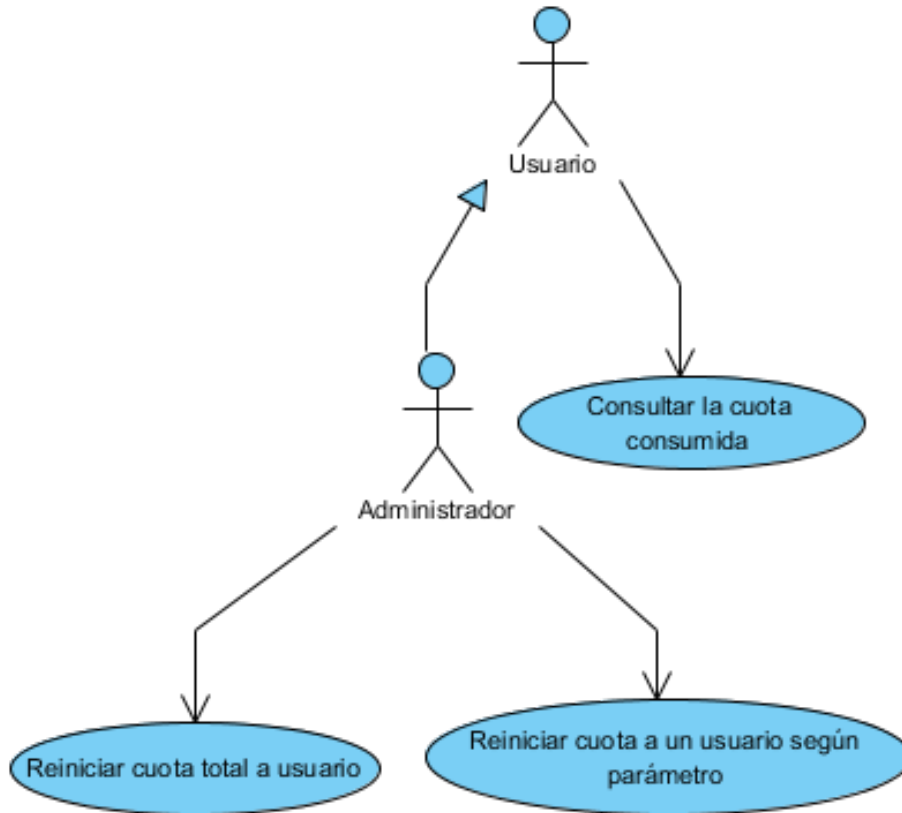 Usuario
Consultar la cuota
consumida
Administrador
Reiniciar cuota total a usuario
Reiniciar cuota a un usuario según
parámetro